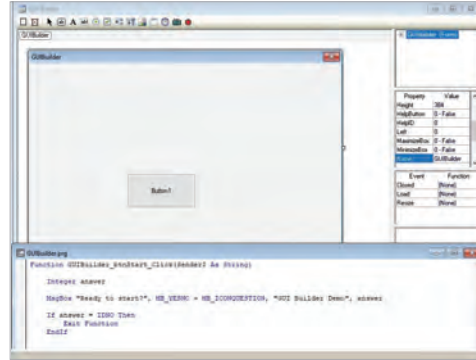 GUIBuilder
GUIBuilder
Button1
Property Value
Height 384
HelpButton 0 - False
HelpID 0
Left 0
MaximizeBox 0 - False
MinimizeBox 0 - False
GUIBuilder
Event Function
Closed (None)
Load (None)
Resize (None)
GUIBuilder.prg
Function GUIBuilder_btnStart_Click(Sender$ As String)
Integer answer
MsgBox "Ready to start?", MB_YESNO + MB_ICONQUESTION, "GUI Builder Demo", answer
If answer = IDNO Then
Exit Function
EndIf